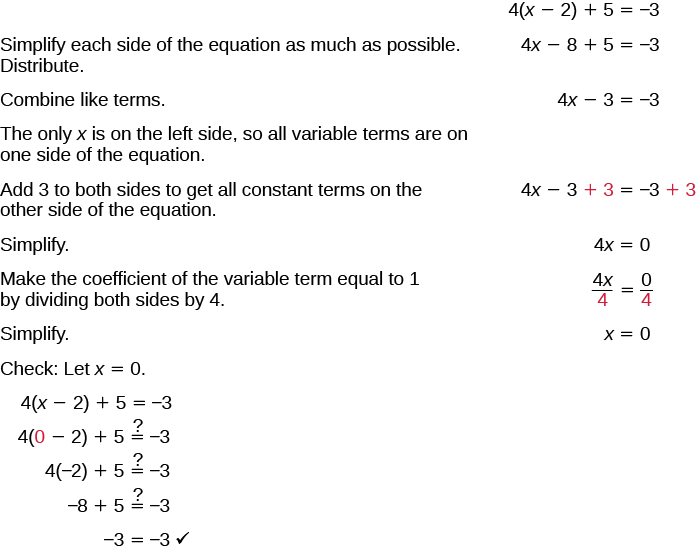 4(x − 2) + 5 = −3
Simplify each side of the equation as much as possible. 4x − 8 + 5 = −3
Distribute.
Combine like terms. 4x − 3 = −3
The only x is on the left side, so all variable terms are on
one side of the equation.
Add 3 to both sides to get all constant terms on the 4x − 3 + 3 = −3 + 3
other side of the equation.
Simplify. 4x = 0
Make the coefficient of the variable term equal to 1 4x/4 = 0/4
by dividing both sides by 4.
Simplify. x = 0
Check: Let x = 0.
4(x − 2) + 5 = −3
4(0 − 2) + 5 ≟ −3
4(−2) + 5 ≟ −3
−8 + 5 ≟ −3
−3 = −3 ✓